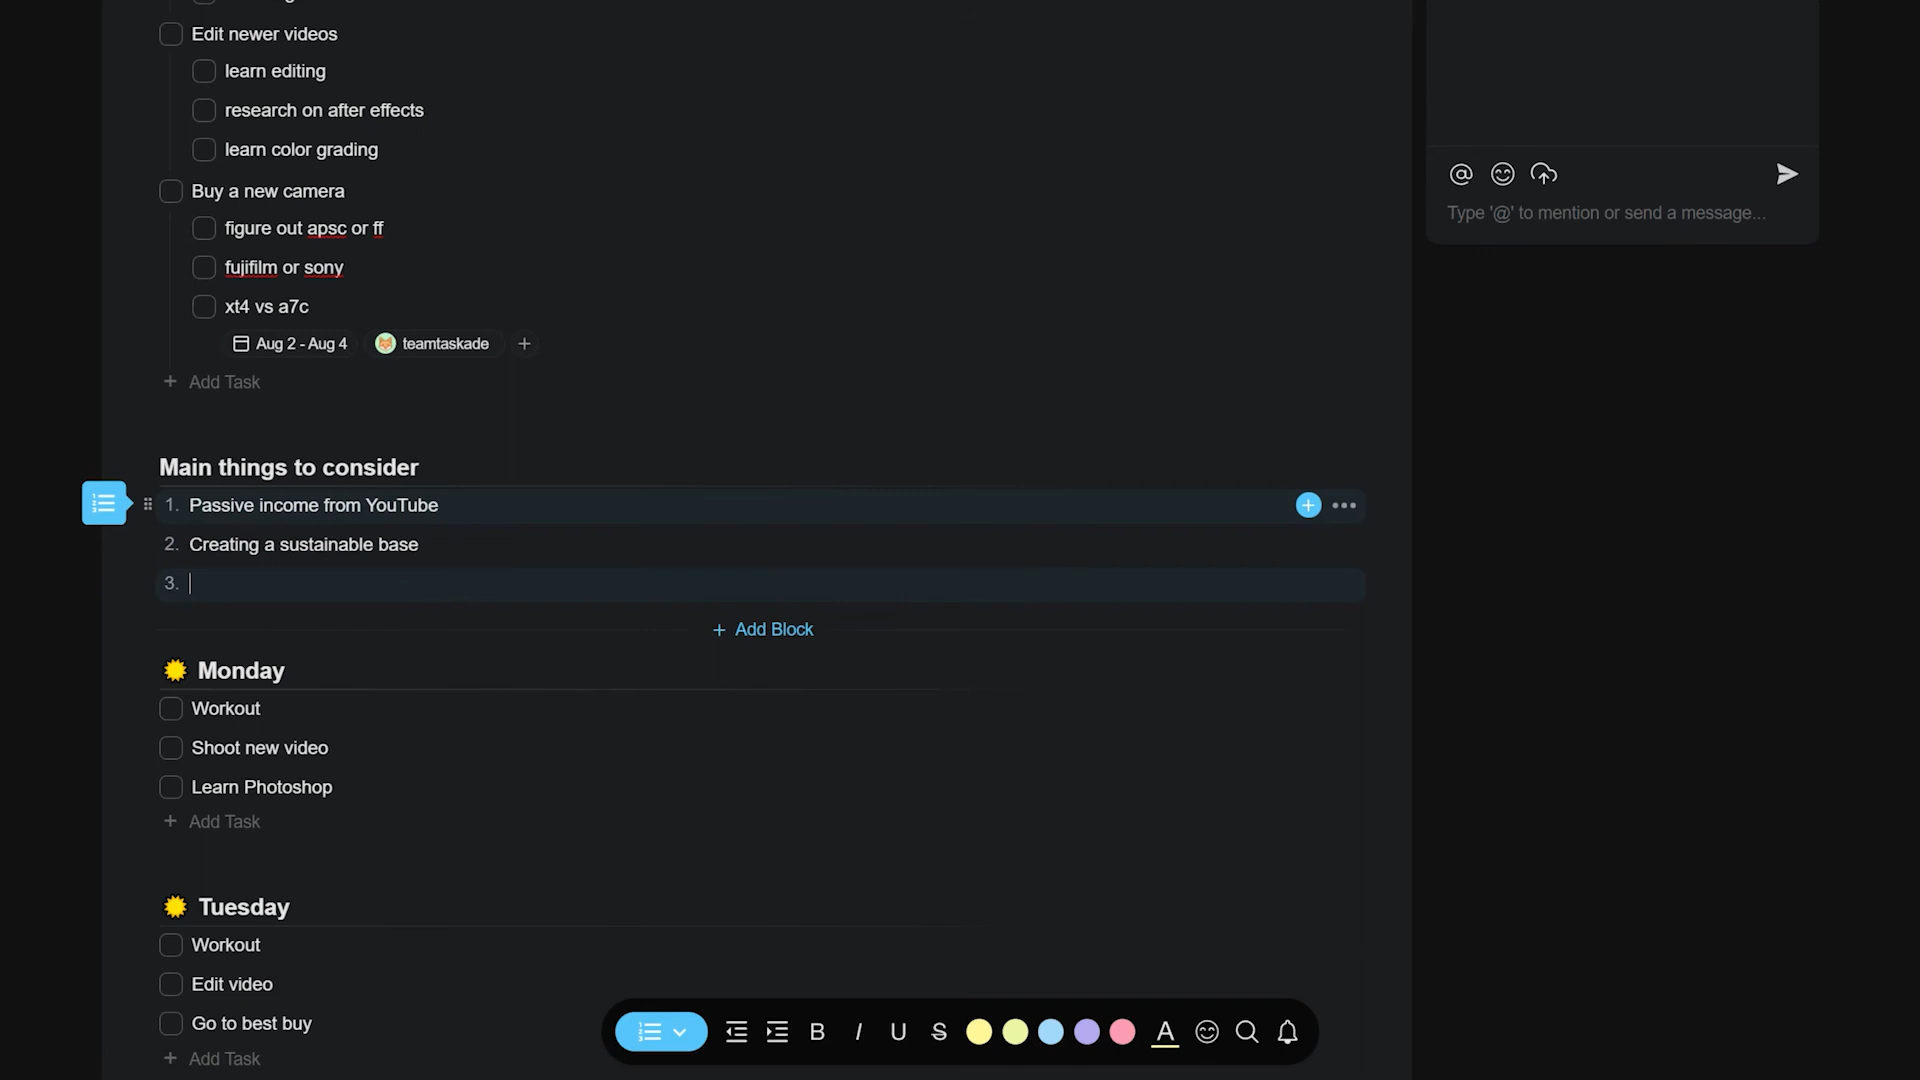 Edit newer videos
learn editing
research on after effects
learn color grading
Buy a new camera
figure out apsc or ff
fujifilm or sony
xt4 vs a7c
Aug 2 - Aug 4 teamtaskade +
+ Add Task
Main things to consider
1. Passive income from YouTube
2. Creating a sustainable base
3.
+ Add Block
Monday
Workout
Shoot new video
Learn Photoshop
+ Add Task
Tuesday
Workout
Edit video
Go to best buy
+ Add Task
B I U S A
Type '@' to mention or send a message...